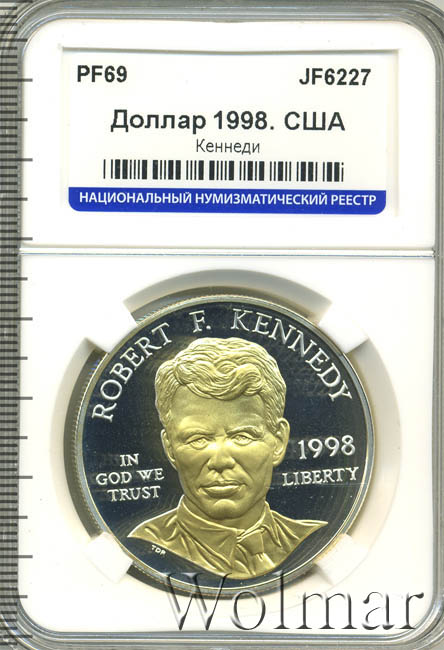 PF69 JF6227
Доллар 1998. США
Кеннеди
НАЦИОНАЛЬНЫЙ НУМИЗМАТИЧЕСКИЙ РЕЕСТР
ROBERT F. KENNEDY
IN
GOD WE
TRUST
1998
LIBERTY
TDR
Wolmar